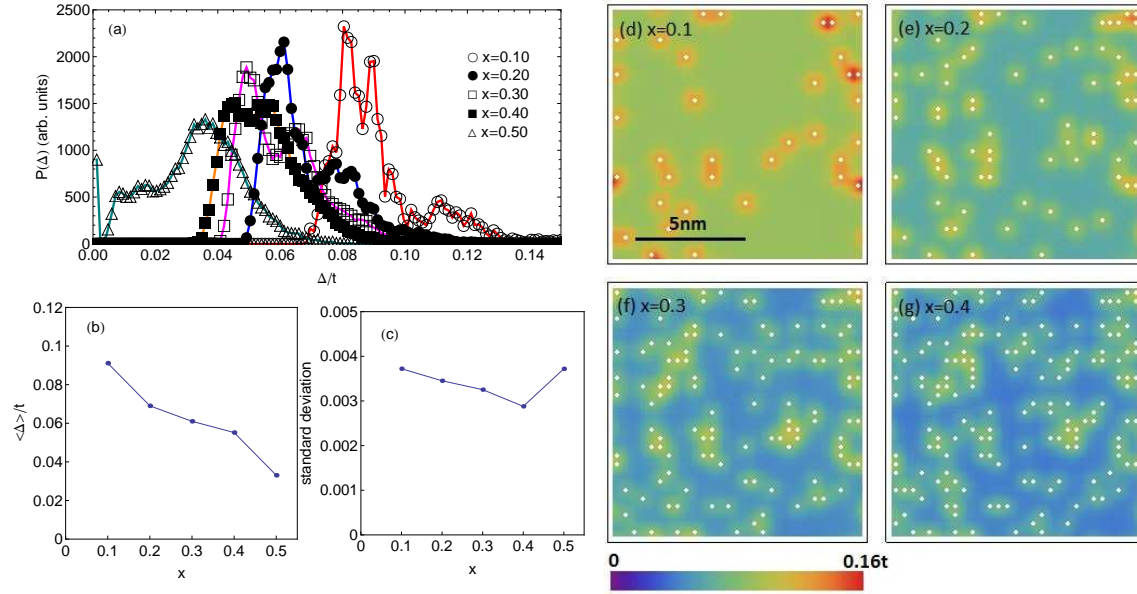 (a)
x=0.10
x=0.20
x=0.30
x=0.40
x=0.50
P(Δ) (arb. units)
2500
2000
1500
1000
500
0
0.00 0.02 0.04 0.06 0.08 0.10 0.12 0.14
Δ/t
(b)
<Δ>/t
0.12
0.1
0.08
0.06
0.04
0.02
0
0 0.1 0.2 0.3 0.4 0.5
x
(c)
standard deviation
0.005
0.004
0.003
0.002
0.001
0
0 0.1 0.2 0.3 0.4 0.5
x
(d) x=0.1
5nm
(e) x=0.2
(f) x=0.3
(g) x=0.4
0 0.16t